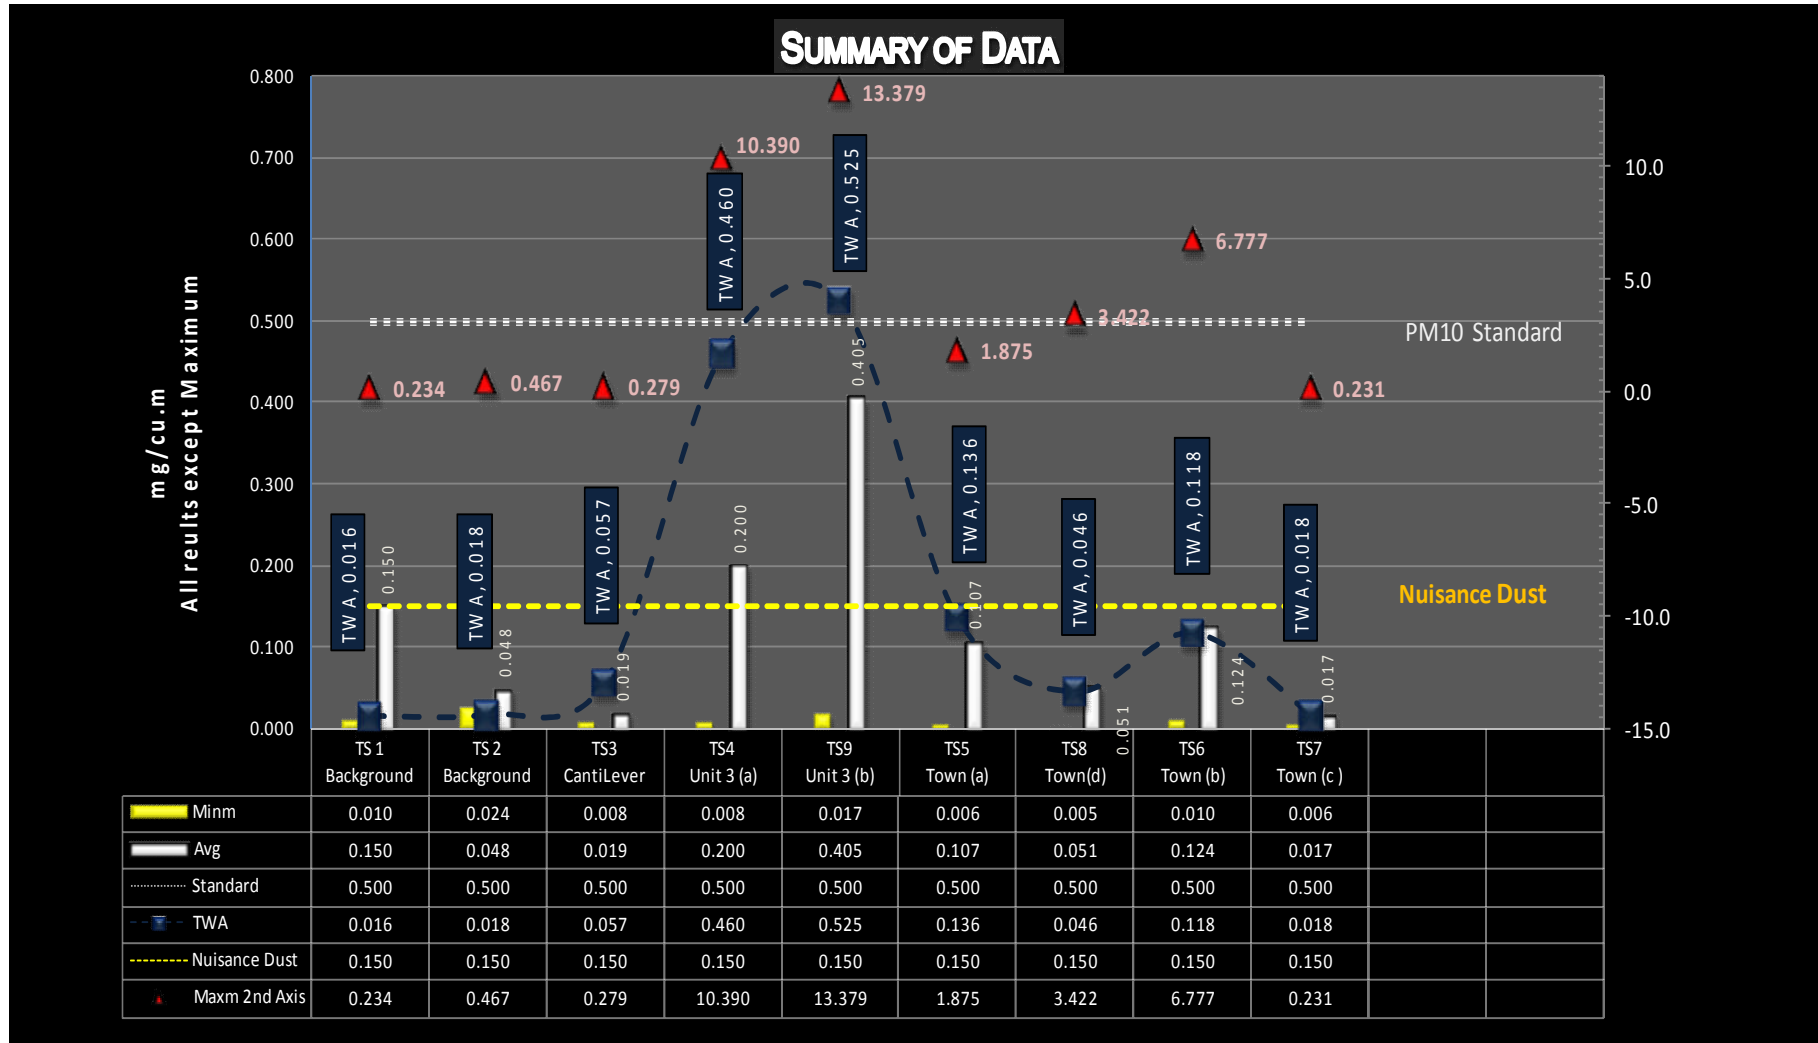 SUMMARY OF DATA
mg/cu.m
All results except Maximum
0.800
0.700
0.600
0.500
0.400
0.300
0.200
0.100
0.000
10.0
5.0
0.0
-5.0
-10.0
-15.0
0.234
0.467
0.279
10.390
13.379
1.875
3.422
6.777
0.231
TWA, 0.016
TWA, 0.018
TWA, 0.057
TWA, 0.460
TWA, 0.525
TWA, 0.136
TWA, 0.046
TWA, 0.118
TWA, 0.018
0.150
0.048
0.019
0.200
0.405
0.107
0.051
0.124
0.017
PM10 Standard
Nuisance Dust
TS 1 TS 2 TS3 TS4 TS9 TS5 TS8 TS6 TS7
Background Background CantiLever Unit 3 (a) Unit 3 (b) Town (a) Town(d) Town (b) Town (c )
Minm 0.010 0.024 0.008 0.008 0.017 0.006 0.005 0.010 0.006
Avg 0.150 0.048 0.019 0.200 0.405 0.107 0.051 0.124 0.017
Standard 0.500 0.500 0.500 0.500 0.500 0.500 0.500 0.500 0.500
TWA 0.016 0.018 0.057 0.460 0.525 0.136 0.046 0.118 0.018
Nuisance Dust 0.150 0.150 0.150 0.150 0.150 0.150 0.150 0.150 0.150
Maxm 2nd Axis 0.234 0.467 0.279 10.390 13.379 1.875 3.422 6.777 0.231